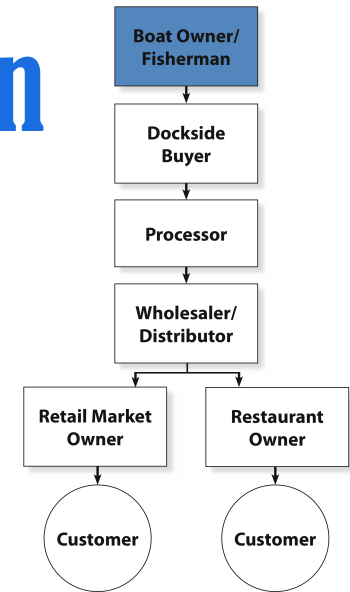 n
Boat Owner/
Fisherman
Dockside
Buyer
Processor
Wholesaler/
Distributor
Retail Market
Owner
Restaurant
Owner
Customer
Customer